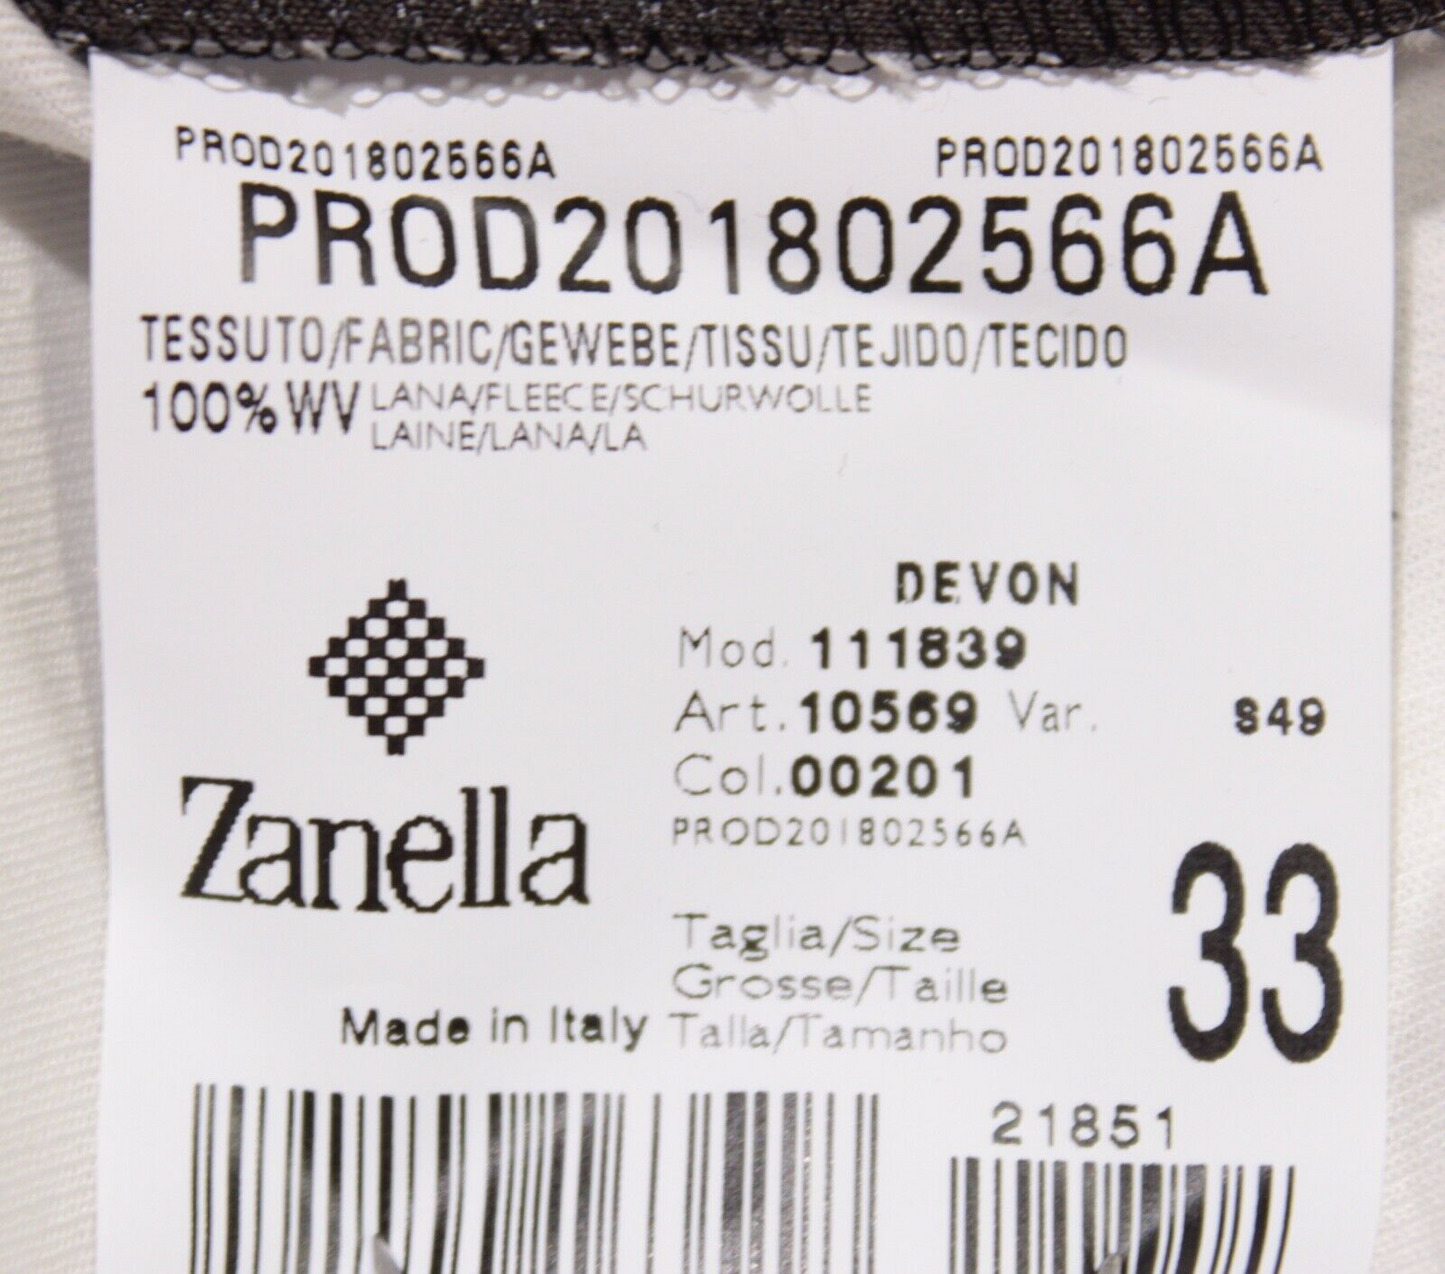 PROD201802566A PROD201802566A
PROD201802566A
TESSUTO/FABRIC/GEWEBE/TISSU/TEJIDO/TECIDO
100% WV LANA/FLEECE/SCHURWOLLE
LAINE/LANA/LA
DEVON
Mod. 111839
Art. 10569 Var. S49
Col. 00201
PROD201802566A
Zanella
33
Taglia/Size
Grosse/Taille
Made in Italy Talla/Tamanho
21851